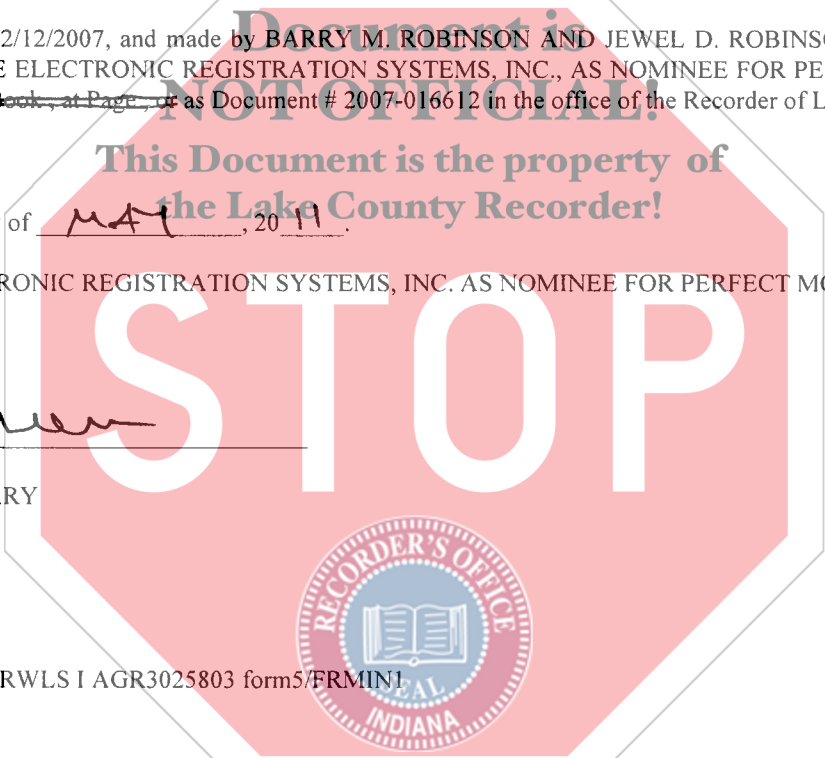 Document is
2/12/2007, and made by BARRY M. ROBINSON AND JEWEL D. ROBINS
ELECTRONIC REGISTRATION SYSTEMS, INC., AS NOMINEE FOR PE
NOT OFFICIAL!
at Page, or as Document # 2007-016612 in the office of the Recorder of L
This Document is the property of
the Lake County Recorder!
of MAY, 20 11.
RONIC REGISTRATION SYSTEMS, INC. AS NOMINEE FOR PERFECT MO
STOP
RY
RECORDER'S OFFICE
RWLS I AGR3025803 form5/FRMIN1
SEAL
INDIANA